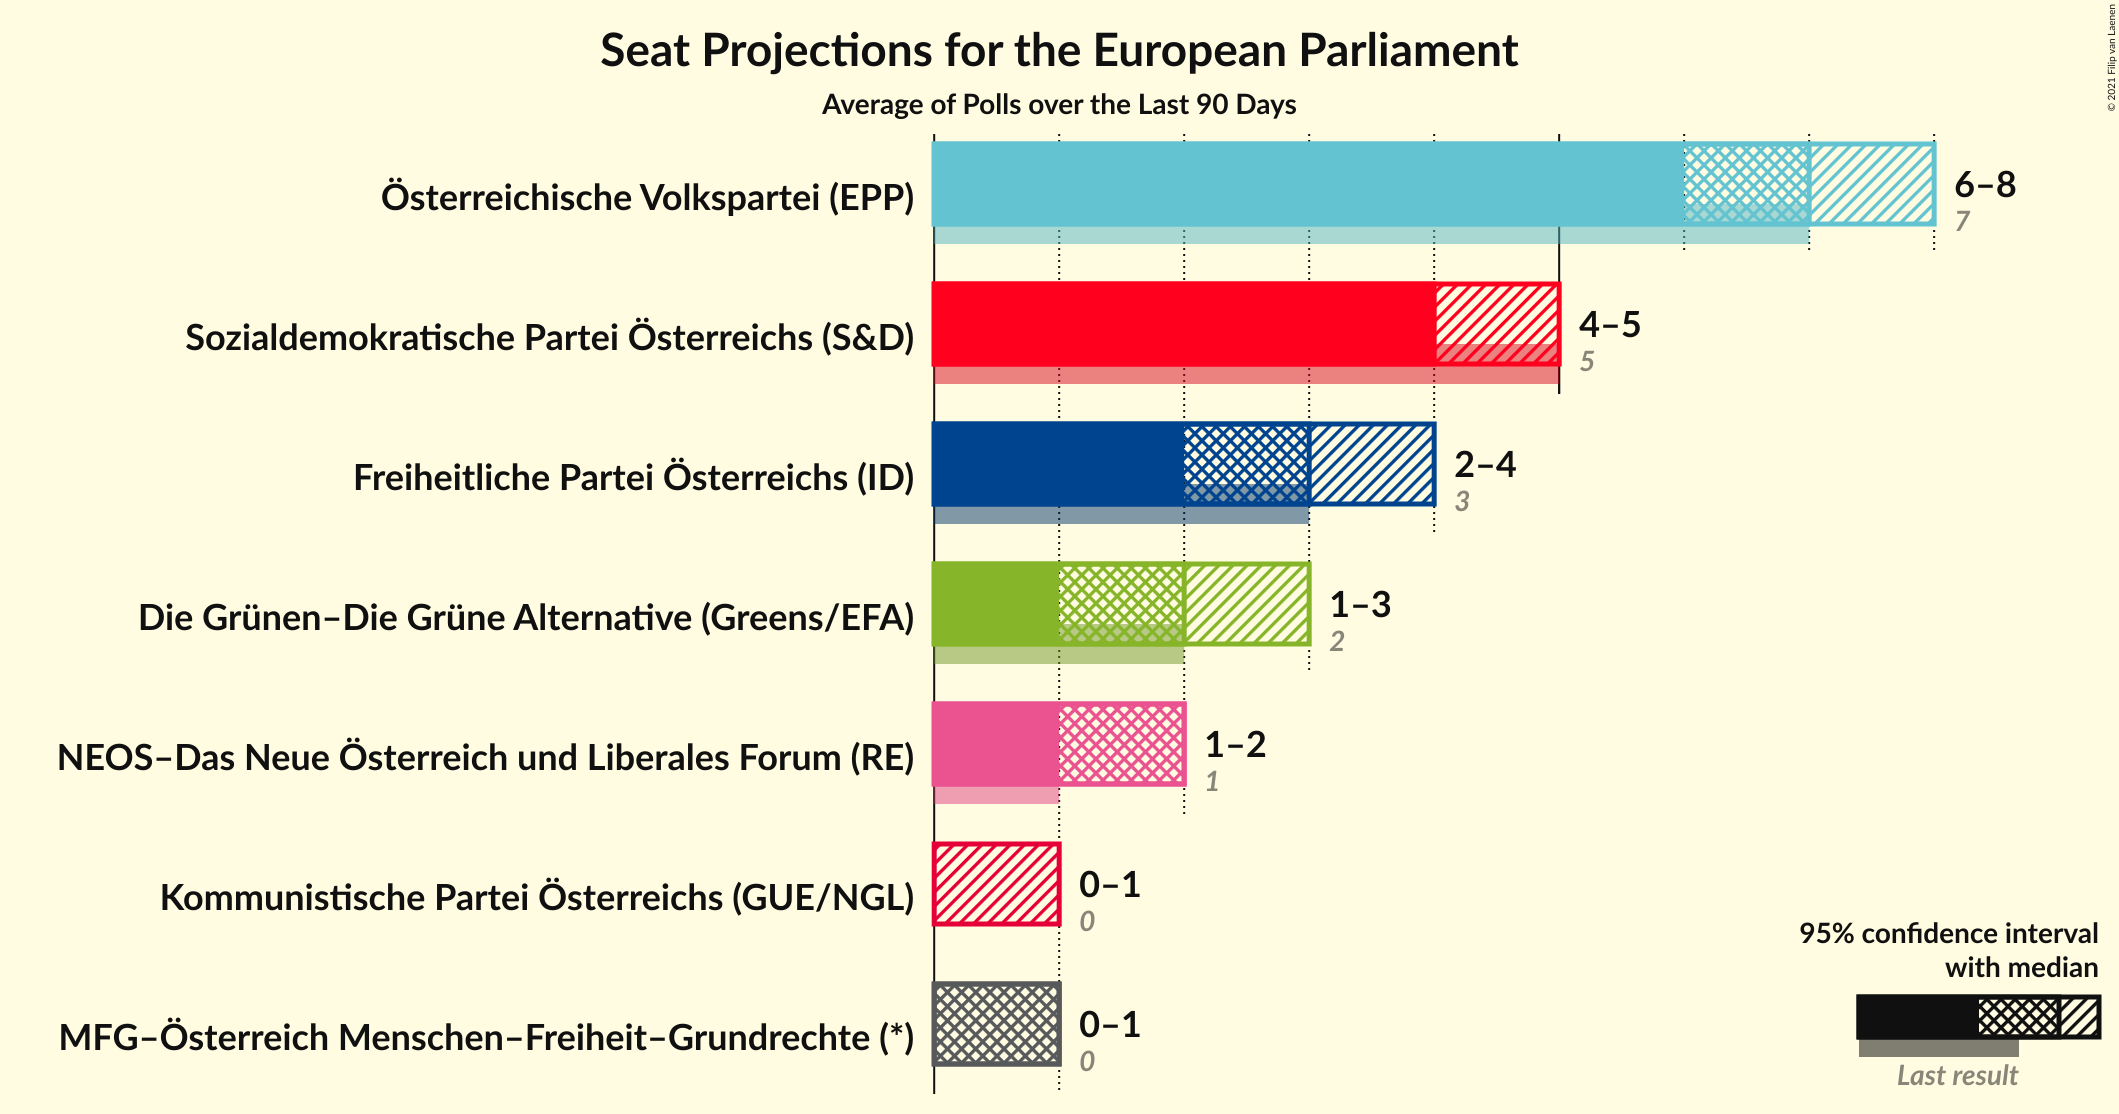 Seat Projections for the European Parliament
Average of Polls over the Last 90 Days
© 2021 Filip van Laenen
Österreichische Volkspartei (EPP)
6–8
7
Sozialdemokratische Partei Österreichs (S&D)
4–5
5
Freiheitliche Partei Österreichs (ID)
2–4
3
Die Grünen–Die Grüne Alternative (Greens/EFA)
1–3
2
NEOS–Das Neue Österreich und Liberales Forum (RE)
1–2
1
Kommunistische Partei Österreichs (GUE/NGL)
0–1
0
MFG–Österreich Menschen–Freiheit–Grundrechte (*)
0–1
0
95% confidence interval
with median
Last result